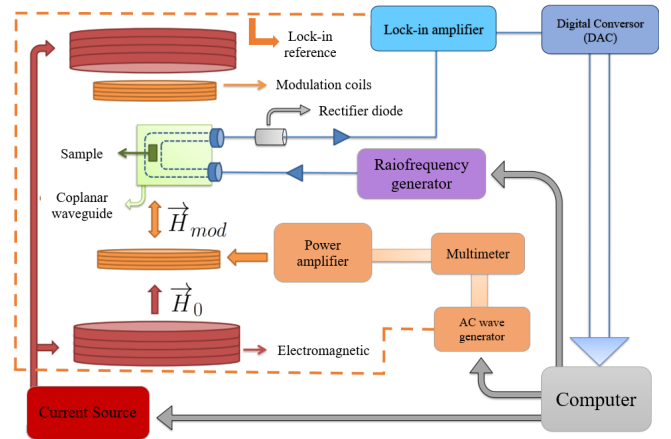 Lock-in
reference
Lock-in amplifier
Digital Conversor
(DAC)
Modulation coils
Rectifier diode
Sample
Raiofrequency
generator
Coplanar
waveguide
H mod
Power
amplifier
Multimeter
H 0
AC wave
generator
Electromagnetic
Current Source
Computer